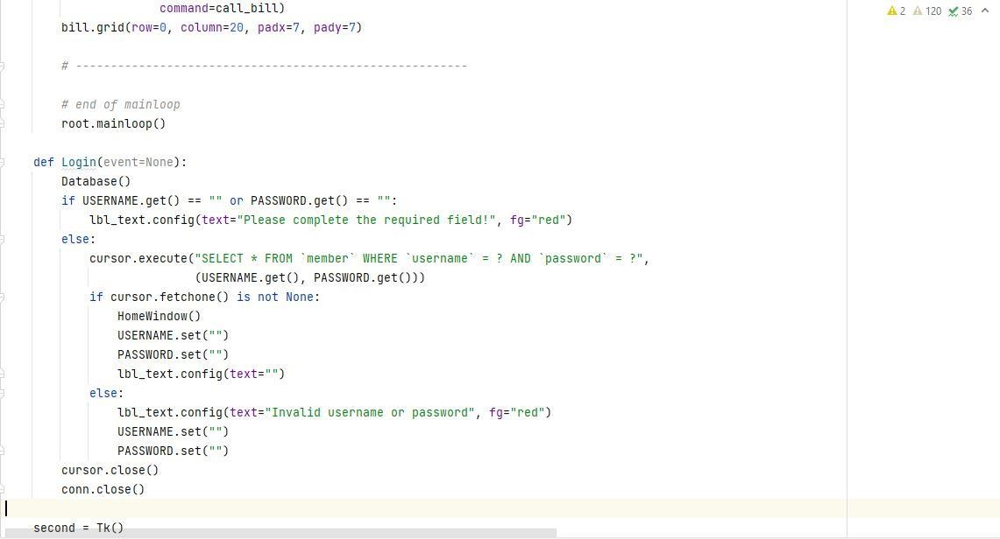 command=call_bill)
2 120 36
bill.grid(row=0, column=20, padx=7, pady=7)
# --------------------------------------------------------
# end of mainloop
root.mainloop()
def Login(event=None):
Database()
if USERNAME.get() == "" or PASSWORD.get() == "":
lbl_text.config(text="Please complete the required field!", fg="red")
else:
cursor.execute("SELECT * FROM `member` WHERE `username` = ? AND `password` = ?",
(USERNAME.get(), PASSWORD.get()))
if cursor.fetchone() is not None:
HomeWindow()
USERNAME.set("")
PASSWORD.set("")
lbl_text.config(text="")
else:
lbl_text.config(text="Invalid username or password", fg="red")
USERNAME.set("")
PASSWORD.set("")
cursor.close()
conn.close()
second = Tk()